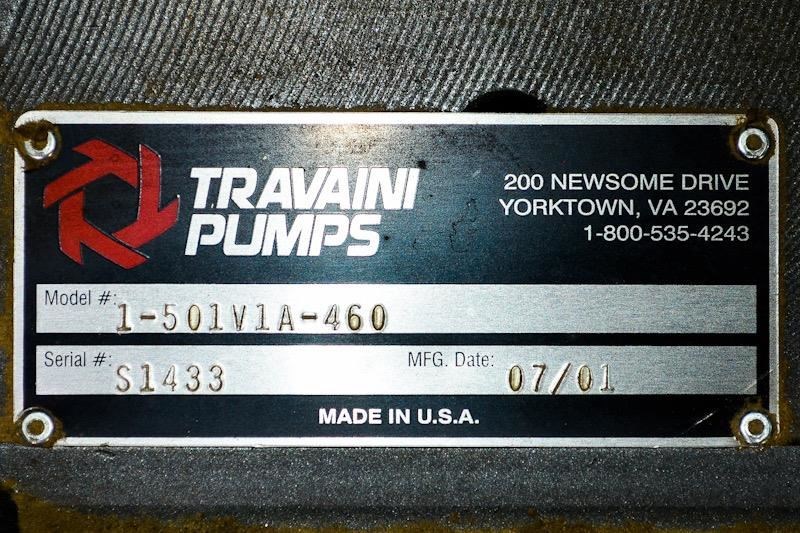 TRAVAINI
PUMPS
200 NEWSOME DRIVE
YORKTOWN, VA 23692
1-800-535-4243
Model #: 1-501V1A-460
Serial #: S1433 MFG. Date: 07/01
MADE IN U.S.A.